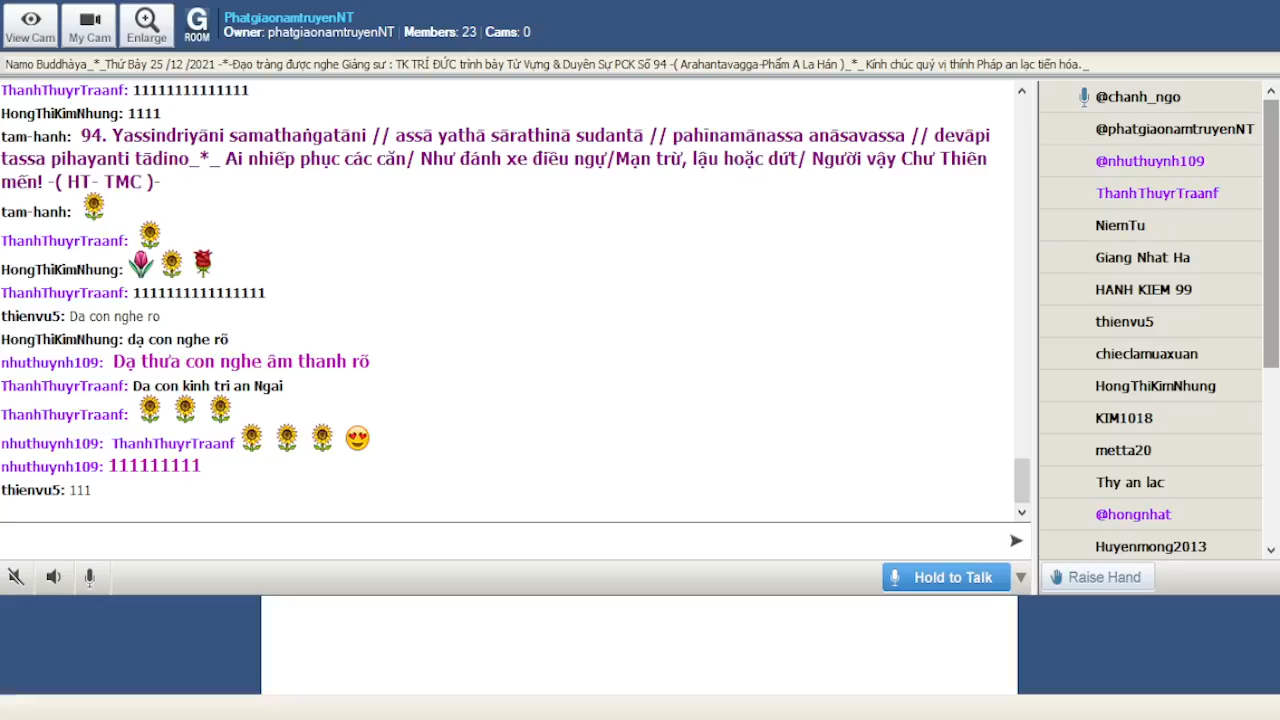 View Cam
My Cam
Enlarge
G
ROOM
PhatgiaonamtruyenNT
Owner: phatgiaonamtruyenNT | Members: 23 | Cams: 0
Namo Buddhàya_*_Thứ Bảy 25 /12 /2021 -*-Đạo tràng được nghe Giảng sư : TK TRÍ ĐỨC trình bày Từ Vựng & Duyên Sự PCK Số 94 -( Arahantavagga-Phẩm A La Hán )_*_ Kính chúc quý vị thính Pháp an lạc tiến hóa._
ThanhThuyrTraanf: 11111111111111
HongThiKimNhung: 1111
tam-hanh: 94. Yassindriyāni samathaṅgatāni // assā yathā sārathinā sudantā // pahīnamānassa anāsavassa // devāpi
tassa pihayanti tādino_*_ Ai nhiếp phục các căn/ Như đánh xe điều ngự/Mạn trừ, lậu hoặc dứt/ Người vậy Chư Thiên
mến! -( HT- TMC )-
tam-hanh:
ThanhThuyrTraanf:
HongThiKimNhung:
ThanhThuyrTraanf: 1111111111111111
thienvu5: Da con nghe ro
HongThiKimNhung: dạ con nghe rõ
nhuthuynh109: Dạ thưa con nghe âm thanh rõ
ThanhThuyrTraanf: Da con kinh tri an Ngai
ThanhThuyrTraanf:
nhuthuynh109: ThanhThuyrTraanf
nhuthuynh109: 111111111
thienvu5: 111
Hold to Talk
@chanh_ngo
@phatgiaonamtruyenNT
@nhuthuynh109
ThanhThuyrTraanf
NiemTu
Giang Nhat Ha
HANH KIEM 99
thienvu5
chieclamuaxuan
HongThiKimNhung
KIM1018
metta20
Thy an lac
@hongnhat
Huyenmong2013
Raise Hand